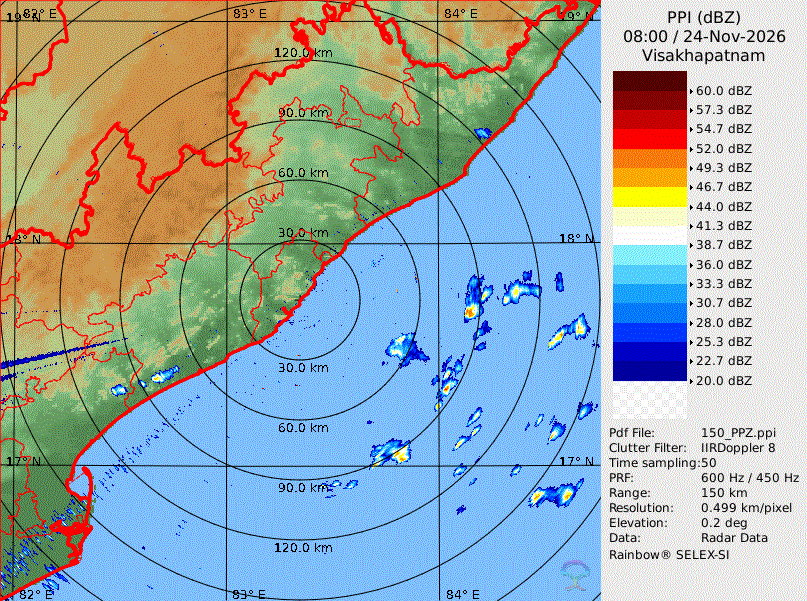 82° E
83° E
84° E
19° N
19° N
120.0 km
90.0 km
60.0 km
30.0 km
18° N
18° N
30.0 km
60.0 km
17° N
17° N
90.0 km
120.0 km
82° E
83° E
84° E
PPI (dBZ)
08:00 / 24-Nov-2026
Visakhapatnam
60.0 dBZ
57.3 dBZ
54.7 dBZ
52.0 dBZ
49.3 dBZ
46.7 dBZ
44.0 dBZ
41.3 dBZ
38.7 dBZ
36.0 dBZ
33.3 dBZ
30.7 dBZ
28.0 dBZ
25.3 dBZ
22.7 dBZ
20.0 dBZ
Pdf File: 150_PPZ.ppi
Clutter Filter: IIRDoppler 8
Time sampling:50
PRF: 600 Hz / 450 Hz
Range: 150 km
Resolution: 0.499 km/pixel
Elevation: 0.2 deg
Data: Radar Data
Rainbow® SELEX-SI